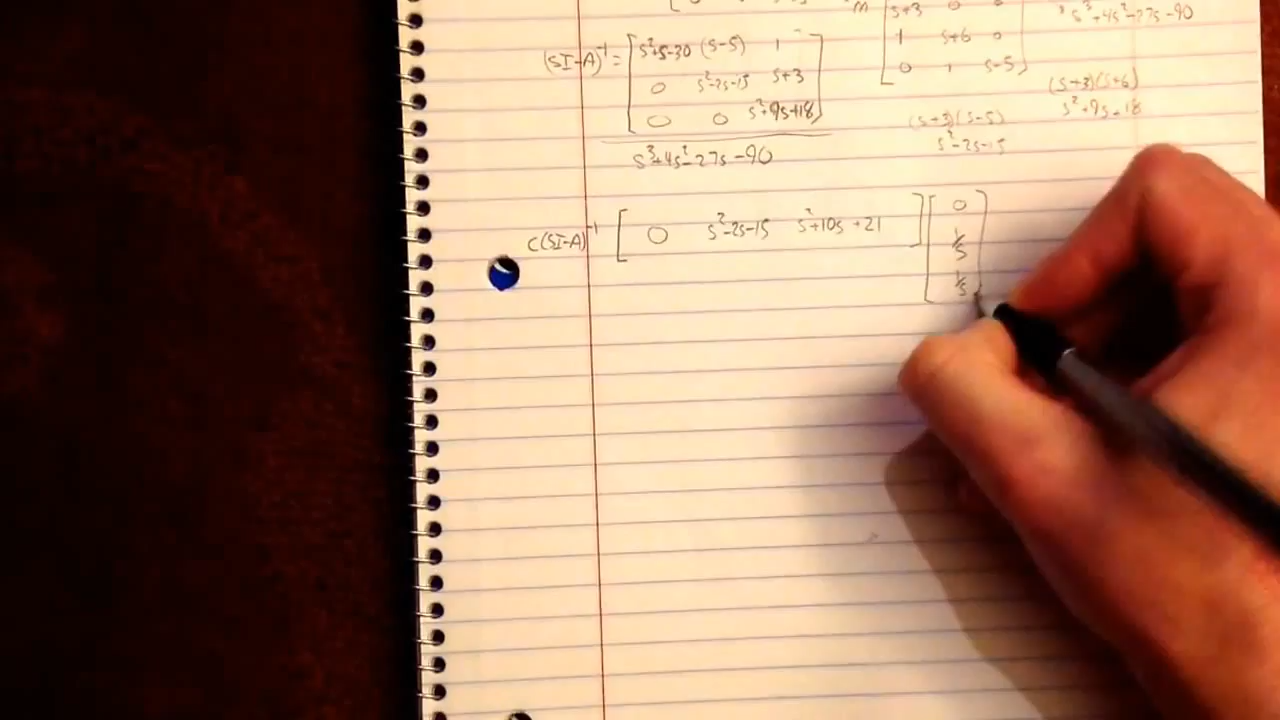 s+3 0 0 s³+4s²-27s-90
(SI-A)⁻¹ = [ s²+s-30 (s-5) 1 1 s+6 0
0 s²-2s-15 s+3 0 1 s-5 (s+3)(s+6)
0 0 s²+9s+18 ] (s+3)(s-5) s²+9s+18
s³+4s²-27s-90 s²-2s-15
C(SI-A)⁻¹ [ 0 s²-2s-15 s²+10s+21 ] [ 0
1/s
1/s ]